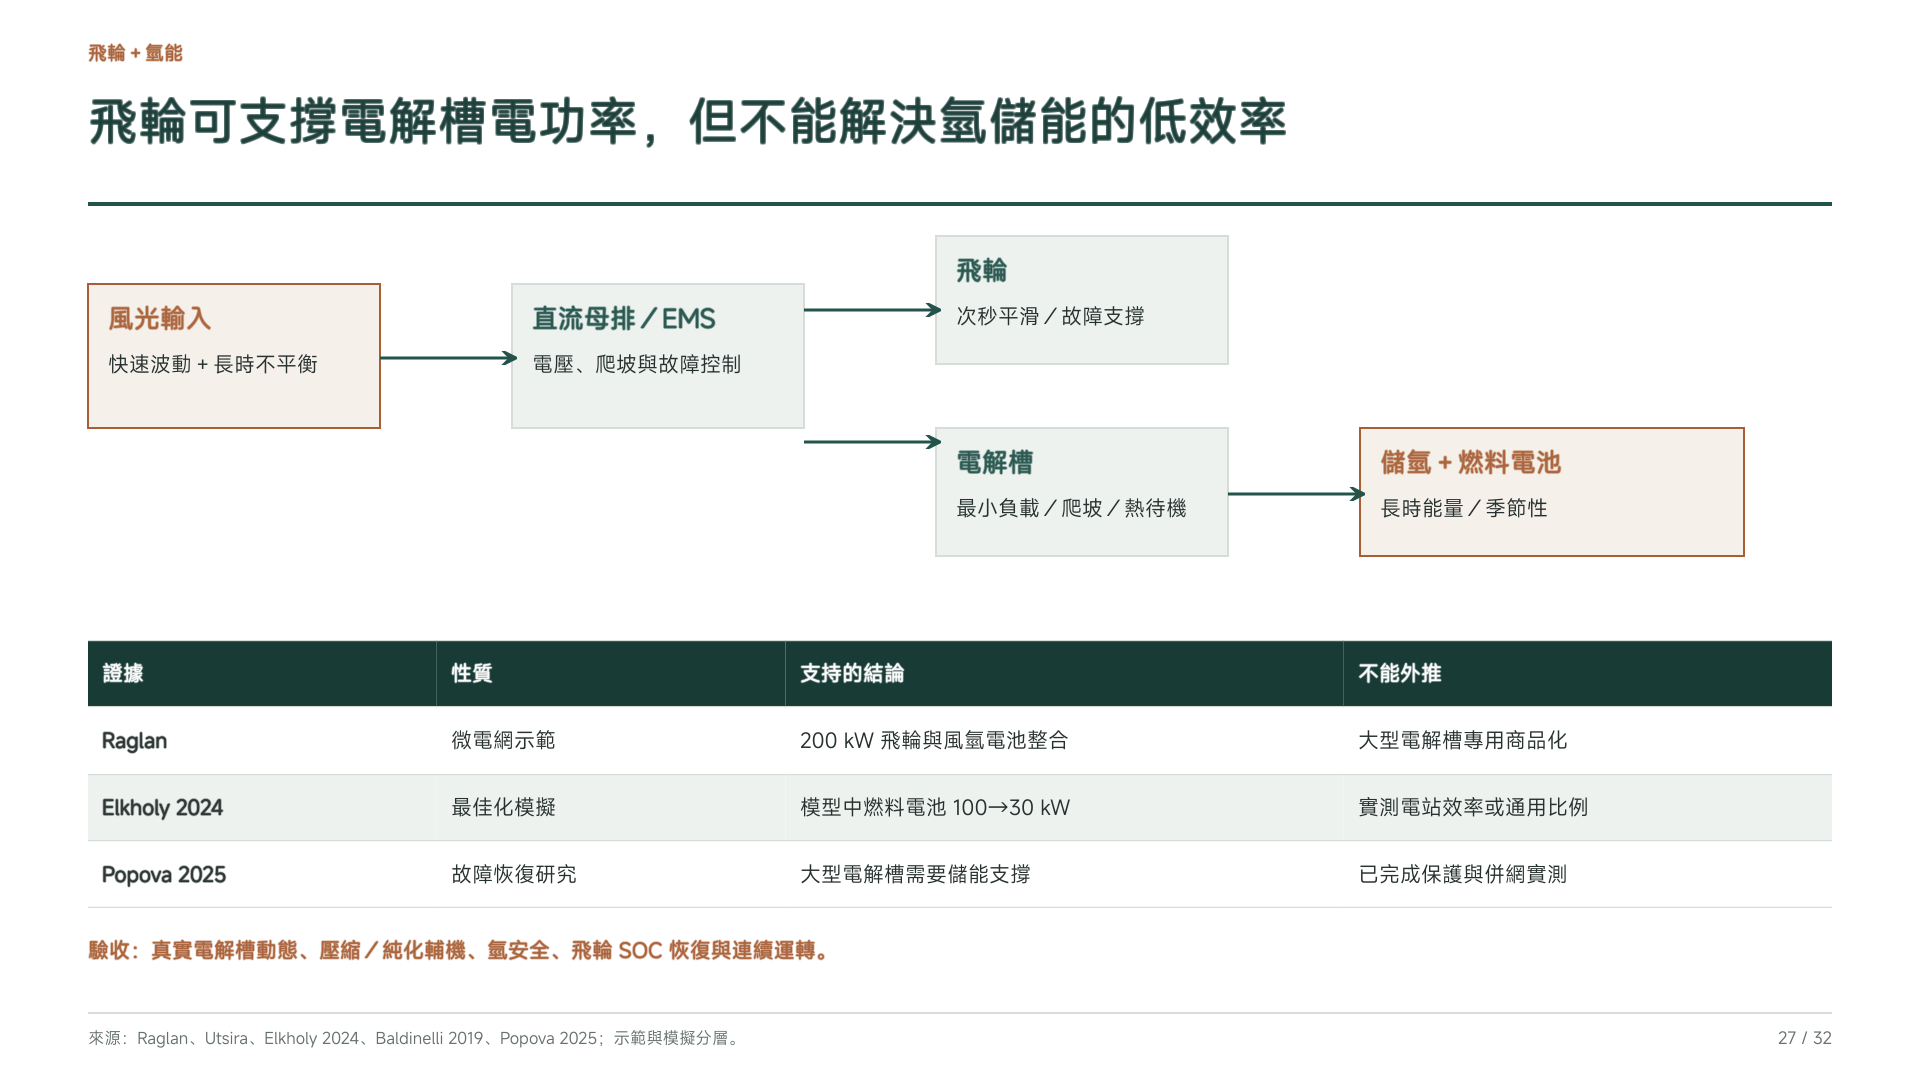 飛輪 + 氫能
飛輪可支撐電解槽電功率，但不能解決氫儲能的低效率
風光輸入
快速波動 + 長時不平衡
直流母排／EMS
電壓、爬坡與故障控制
飛輪
次秒平滑／故障支撐
電解槽
最小負載／爬坡／熱待機
儲氫 + 燃料電池
長時能量／季節性
證據 性質 支持的結論 不能外推
Raglan 微電網示範 200 kW 飛輪與風氫電池整合 大型電解槽專用商品化
Elkholy 2024 最佳化模擬 模型中燃料電池 100→30 kW 實測電站效率或通用比例
Popova 2025 故障恢復研究 大型電解槽需要儲能支撐 已完成保護與併網實測
驗收：真實電解槽動態、壓縮／純化輔機、氫安全、飛輪 SOC 恢復與連續運轉。
來源：Raglan、Utsira、Elkholy 2024、Baldinelli 2019、Popova 2025；示範與模擬分層。
27 / 32